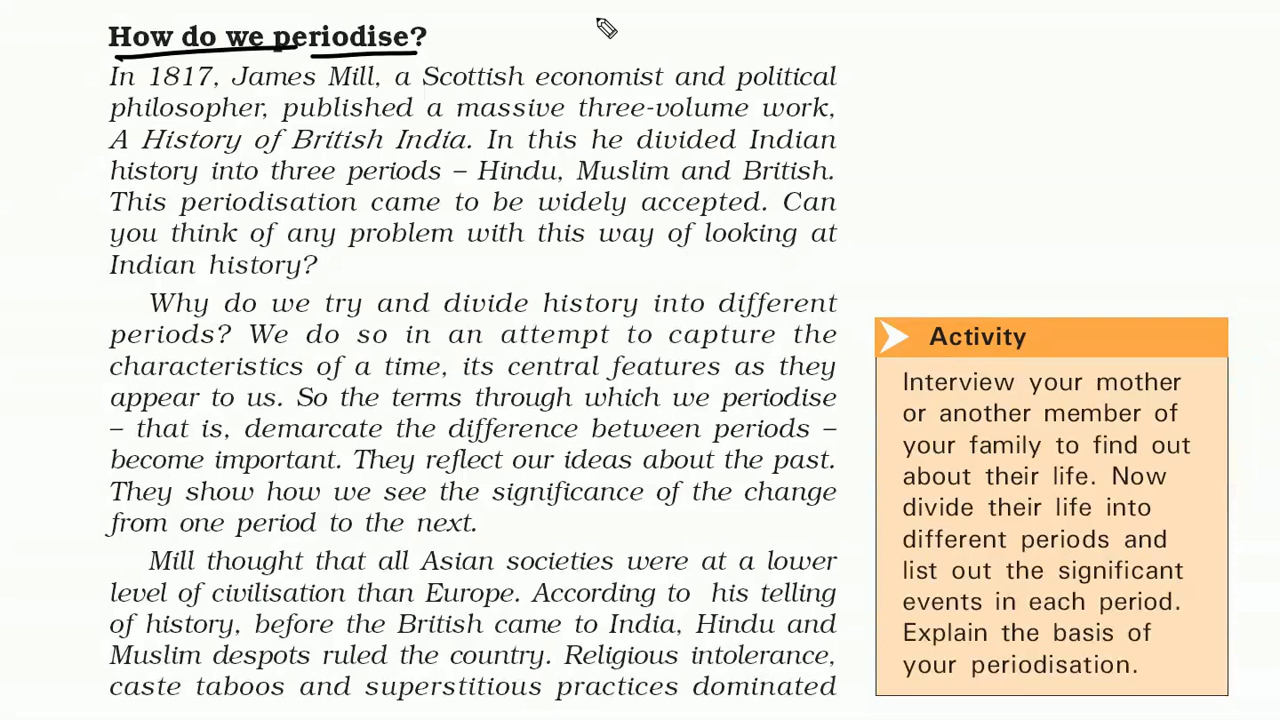 How do we periodise?
In 1817, James Mill, a Scottish economist and political
philosopher, published a massive three-volume work,
A History of British India. In this he divided Indian
history into three periods – Hindu, Muslim and British.
This periodisation came to be widely accepted. Can
you think of any problem with this way of looking at
Indian history?
Why do we try and divide history into different
periods? We do so in an attempt to capture the
characteristics of a time, its central features as they
appear to us. So the terms through which we periodise
– that is, demarcate the difference between periods –
become important. They reflect our ideas about the past.
They show how we see the significance of the change
from one period to the next.
Mill thought that all Asian societies were at a lower
level of civilisation than Europe. According to his telling
of history, before the British came to India, Hindu and
Muslim despots ruled the country. Religious intolerance,
caste taboos and superstitious practices dominated
Activity
Interview your mother
or another member of
your family to find out
about their life. Now
divide their life into
different periods and
list out the significant
events in each period.
Explain the basis of
your periodisation.